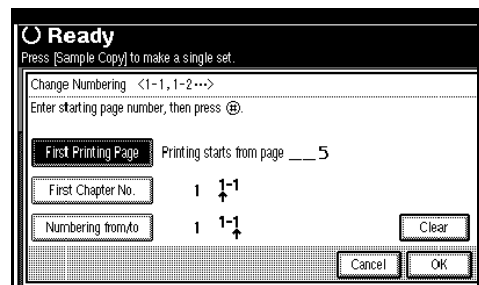 Ready
Press [Sample Copy] to make a single set.
Change Numbering <1-1,1-2···>
Enter starting page number, then press ⊕.
First Printing Page Printing starts from page __5
First Chapter No. 1 1-1
Numbering from/to 1 1-1 Clear
Cancel OK